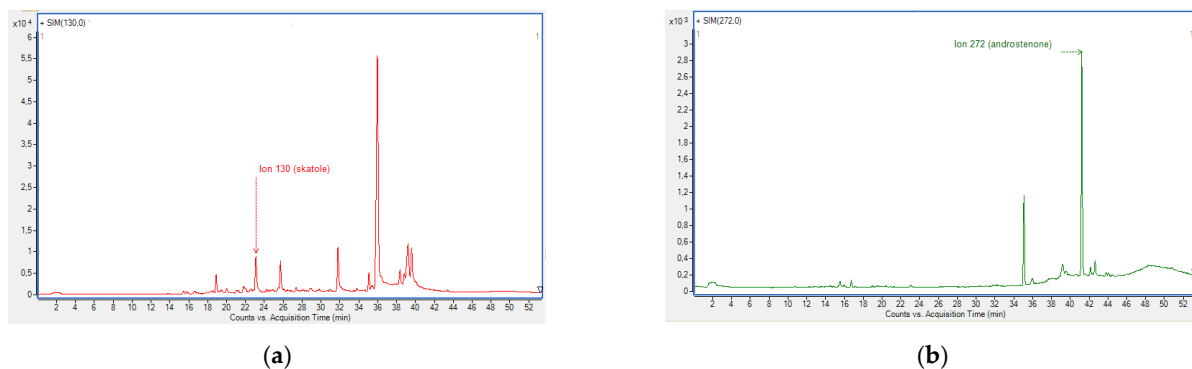 x10 4
+ SIM(130,0)
1
1
6
5,5
5
4,5
4
3,5
3
2,5
2
1,5
1
0,5
0
Ion 130 (skatole)
2 4 6 8 10 12 14 16 18 20 22 24 26 28 30 32 34 36 38 40 42 44 46 48 50 52
Counts vs. Acquisition Time (min)
(a)
x10 3
+ SIM(272,0)
1
1
3
2,8
2,6
2,4
2,2
2
1,8
1,6
1,4
1,2
1
0,8
0,6
0,4
0,2
0
Ion 272 (androstenone)
2 4 6 8 10 12 14 16 18 20 22 24 26 28 30 32 34 36 38 40 42 44 46 48 50 52
Counts vs. Acquisition Time (min)
(b)